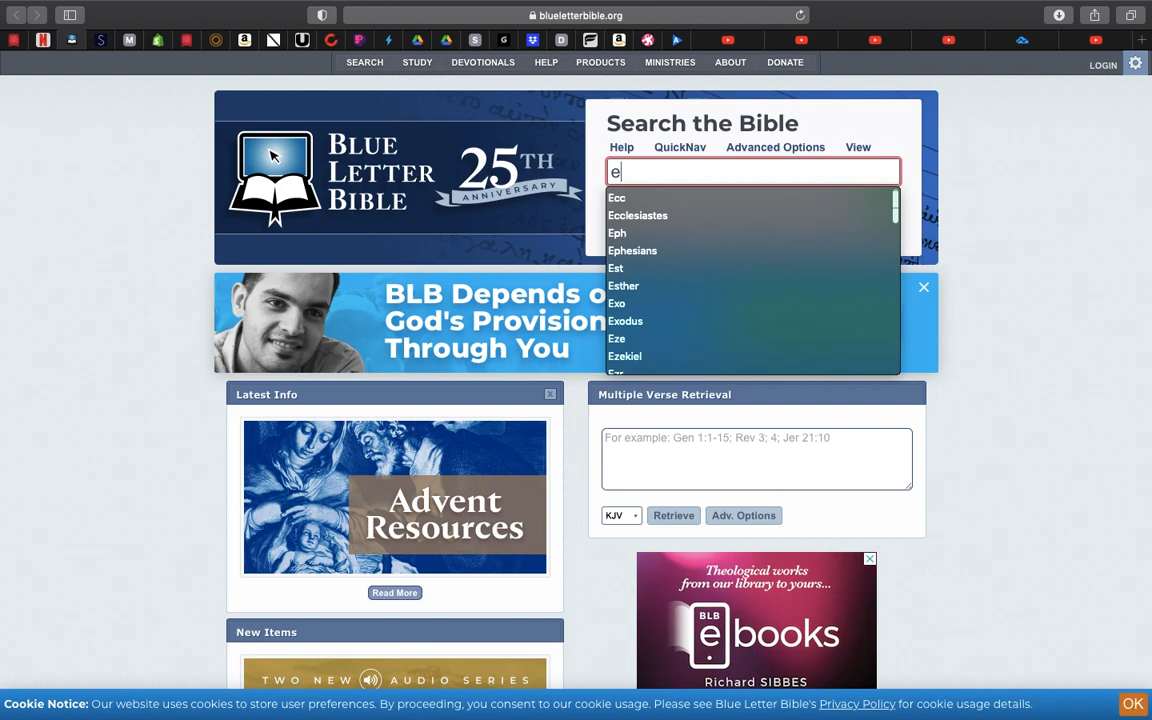 blueletterbible.org
SEARCH STUDY DEVOTIONALS HELP PRODUCTS MINISTRIES ABOUT DONATE
LOGIN
BLUE
LETTER
BIBLE
25TH
ANNIVERSARY
Search the Bible
Help QuickNav Advanced Options View
e
Ecc
Ecclesiastes
Eph
Ephesians
Est
Esther
Exo
Exodus
Eze
Ezekiel
Ezr
BLB Depends o
God's Provision
Through You
Latest Info
Advent
Resources
Read More
New Items
TWO NEW AUDIO SERIES
Multiple Verse Retrieval
For example: Gen 1:1-15; Rev 3; 4; Jer 21:10
KJV Retrieve Adv. Options
Theological works
from our library to yours...
BLB
e books
Richard SIBBES
Cookie Notice: Our website uses cookies to store user preferences. By proceeding, you consent to our cookie usage. Please see Blue Letter Bible's Privacy Policy for cookie usage details.
OK